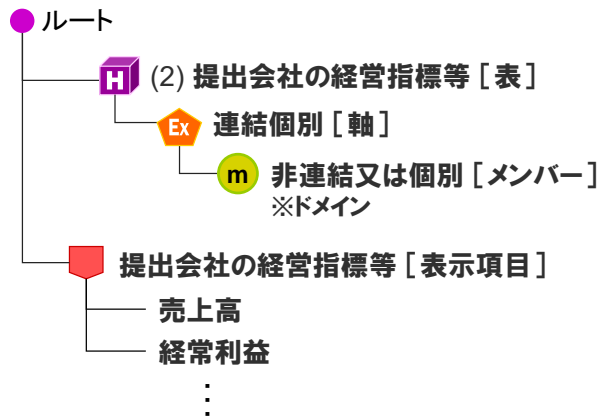 ルート
H (2) 提出会社の経営指標等［表］
Ex 連結個別［軸］
m 非連結又は個別［メンバー］
※ドメイン
提出会社の経営指標等［表示項目］
売上高
経常利益
⋮